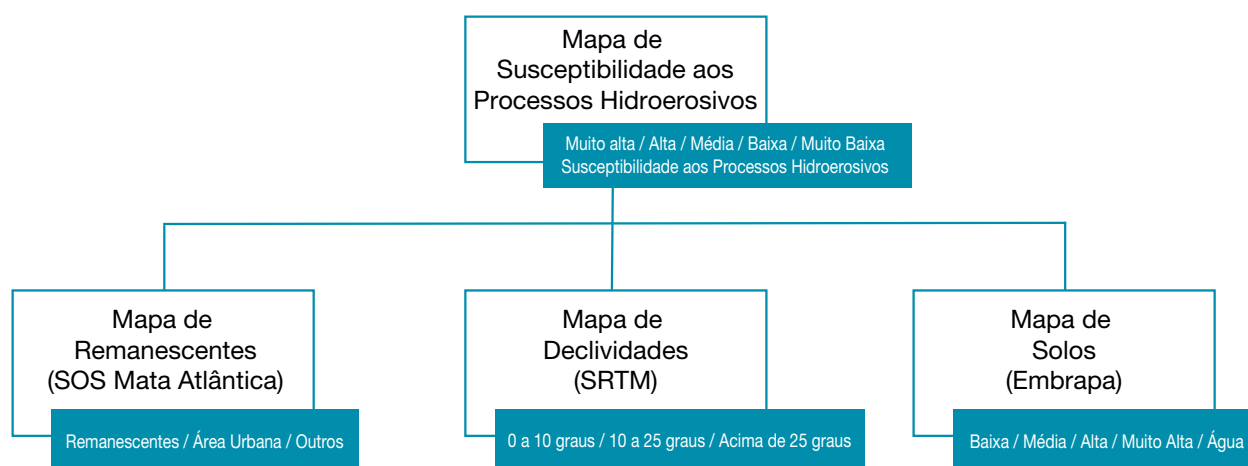 Mapa de
Susceptibilidade aos
Processos Hidroerosivos
Muito alta / Alta / Média / Baixa / Muito Baixa
Susceptibilidade aos Processos Hidroerosivos
Mapa de
Remanescentes
(SOS Mata Atlântica)
Remanescentes / Área Urbana / Outros
Mapa de
Declividades
(SRTM)
0 a 10 graus / 10 a 25 graus / Acima de 25 graus
Mapa de
Solos
(Embrapa)
Baixa / Média / Alta / Muito Alta / Água